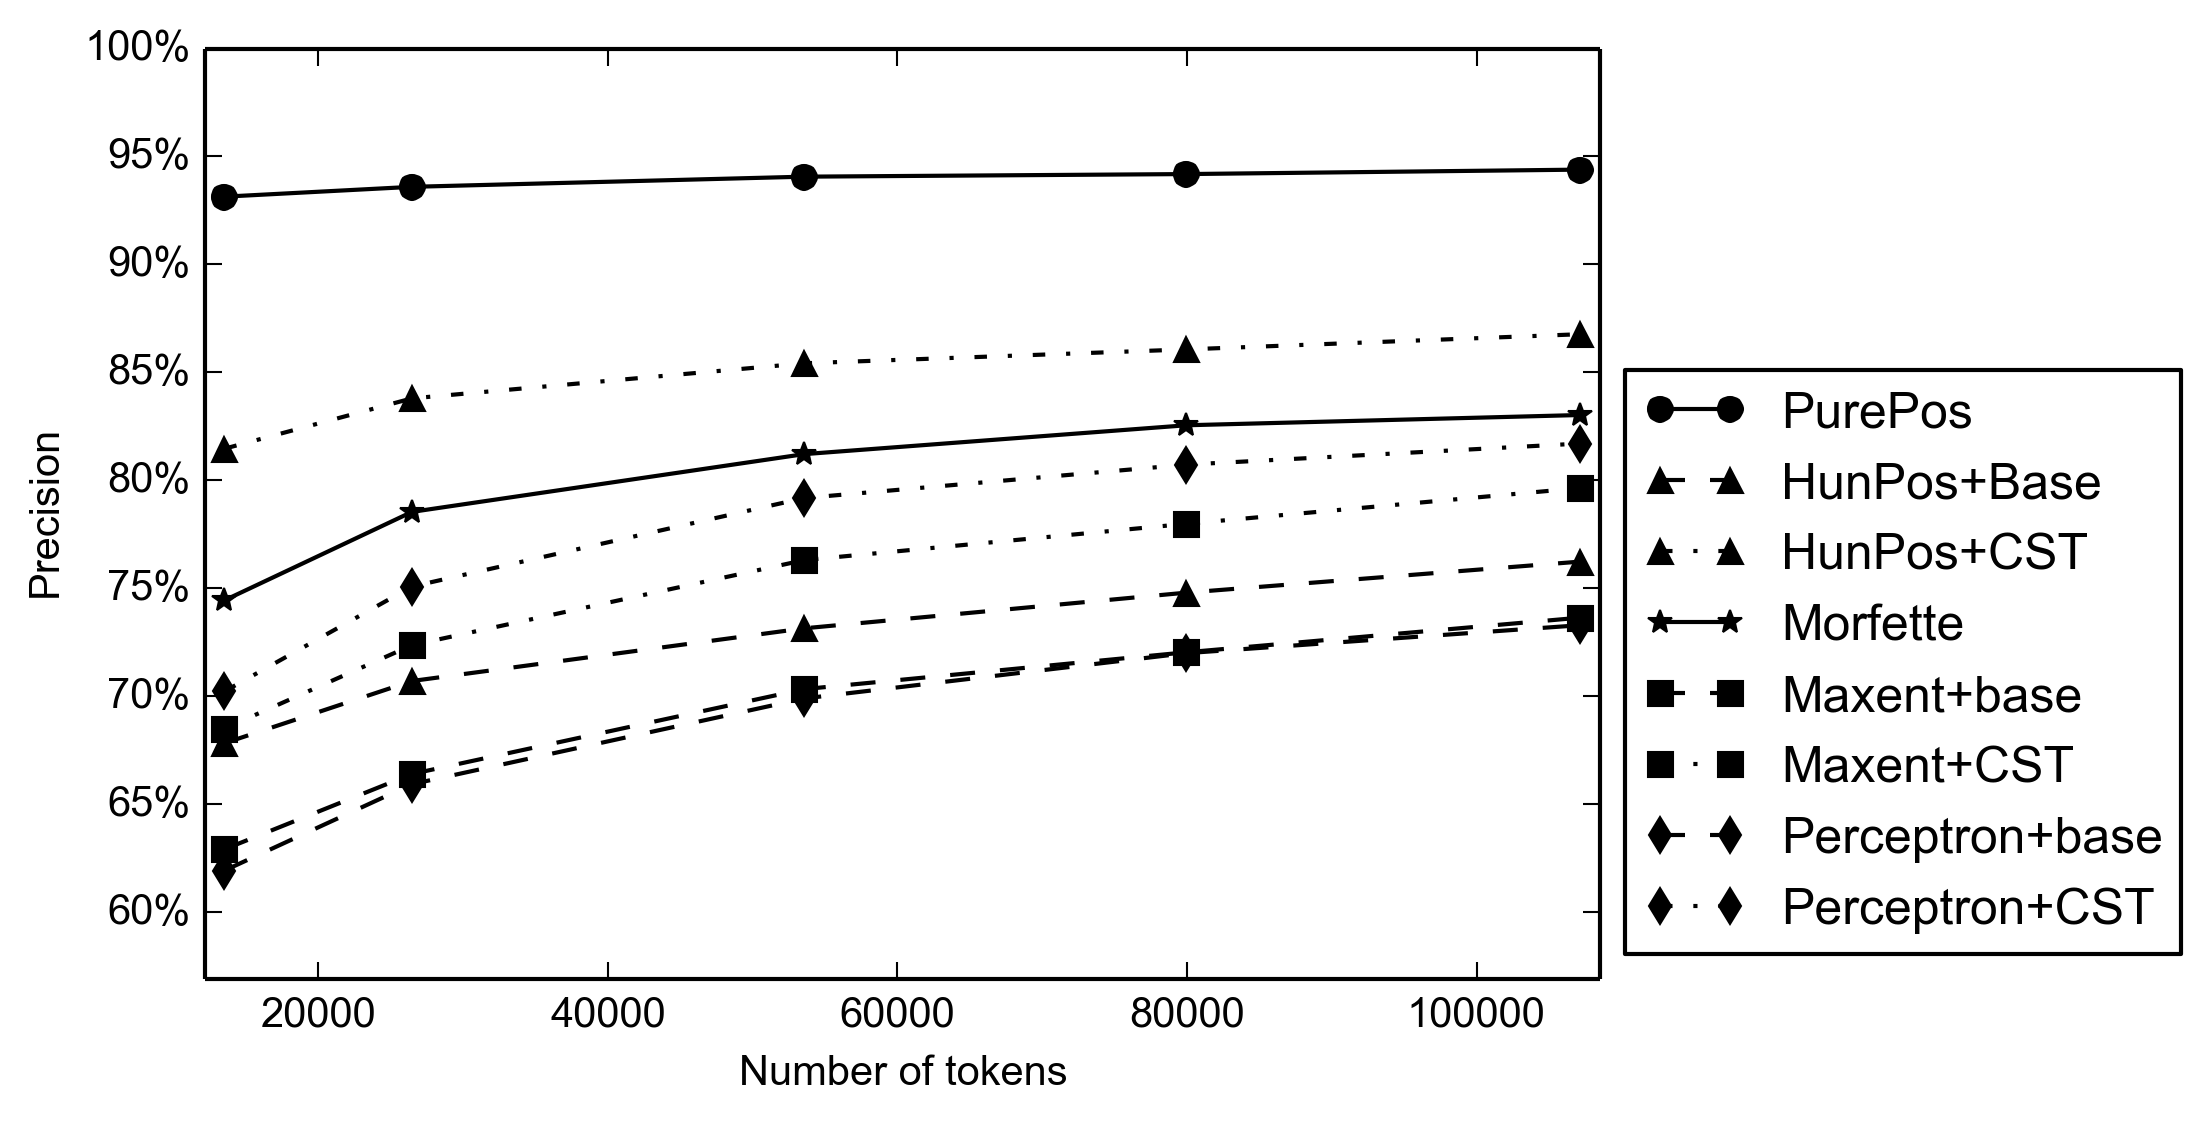 100%
95%
90%
85%
80%
75%
70%
65%
60%
Precision
20000 40000 60000 80000 100000
Number of tokens
PurePos
HunPos+Base
HunPos+CST
Morfette
Maxent+base
Maxent+CST
Perceptron+base
Perceptron+CST